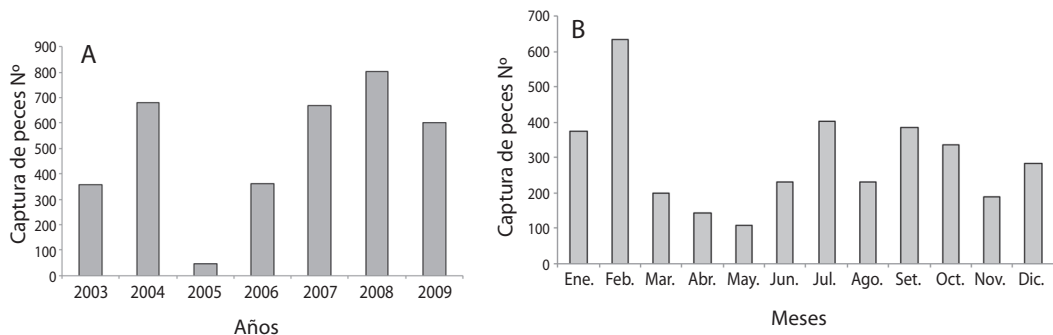 A
Captura de peces Nº
900
800
700
600
500
400
300
200
100
0
2003 2004 2005 2006 2007 2008 2009
Años
B
Captura de peces Nº
700
600
500
400
300
200
100
0
Ene. Feb. Mar. Abr. May. Jun. Jul. Ago. Set. Oct. Nov. Dic.
Meses